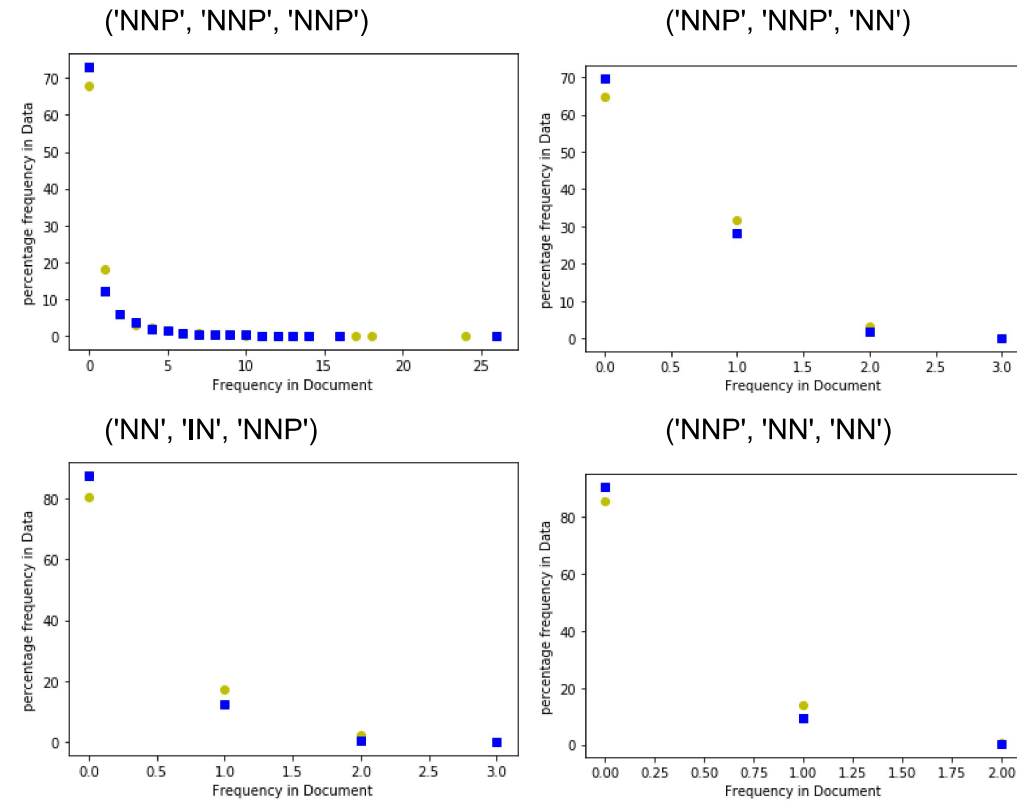 ('NNP', 'NNP', 'NNP')
70
60
50
40
30
20
10
0
percentage frequency in Data
0 5 10 15 20 25
Frequency in Document
('NNP', 'NNP', 'NN')
70
60
50
40
30
20
10
0
percentage frequency in Data
0.0 0.5 1.0 1.5 2.0 2.5 3.0
Frequency in Document
('NN', 'IN', 'NNP')
80
60
40
20
0
percentage frequency in Data
0.0 0.5 1.0 1.5 2.0 2.5 3.0
Frequency in Document
('NNP', 'NN', 'NN')
80
60
40
20
0
percentage frequency in Data
0.00 0.25 0.50 0.75 1.00 1.25 1.50 1.75 2.00
Frequency in Document